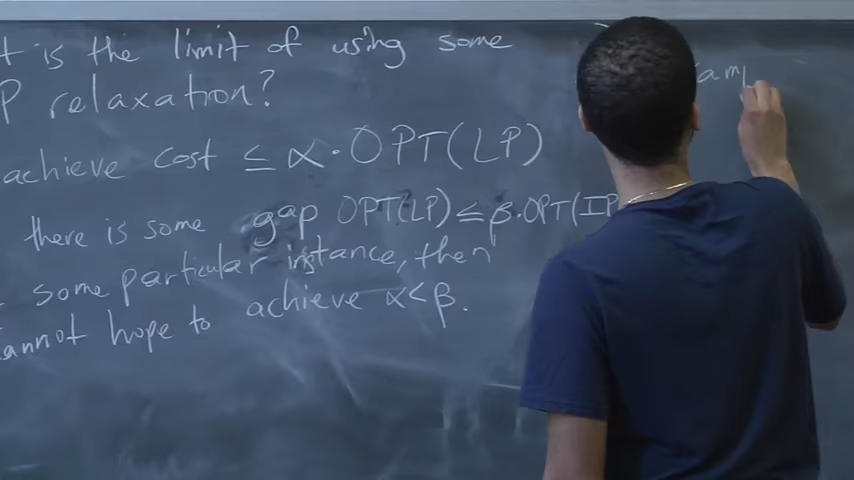 t is the limit of using some
P relaxation?
achieve cost ≤ α·OPT(LP)
there is some gap OPT(LP) ≤ β·OPT(IP
some particular instance, then
annot hope to achieve α<β.
am